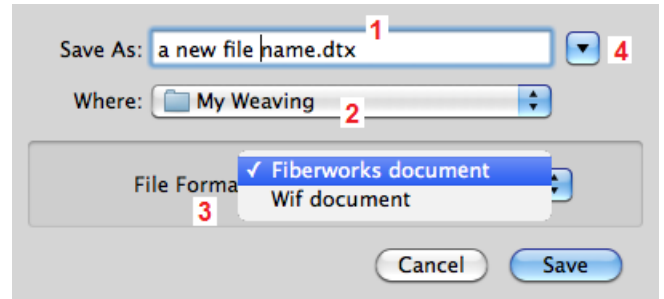 1
Save As: a new file name.dtx 4
Where: My Weaving
2
✓ Fiberworks document
File Forma
Wif document
3
Cancel Save